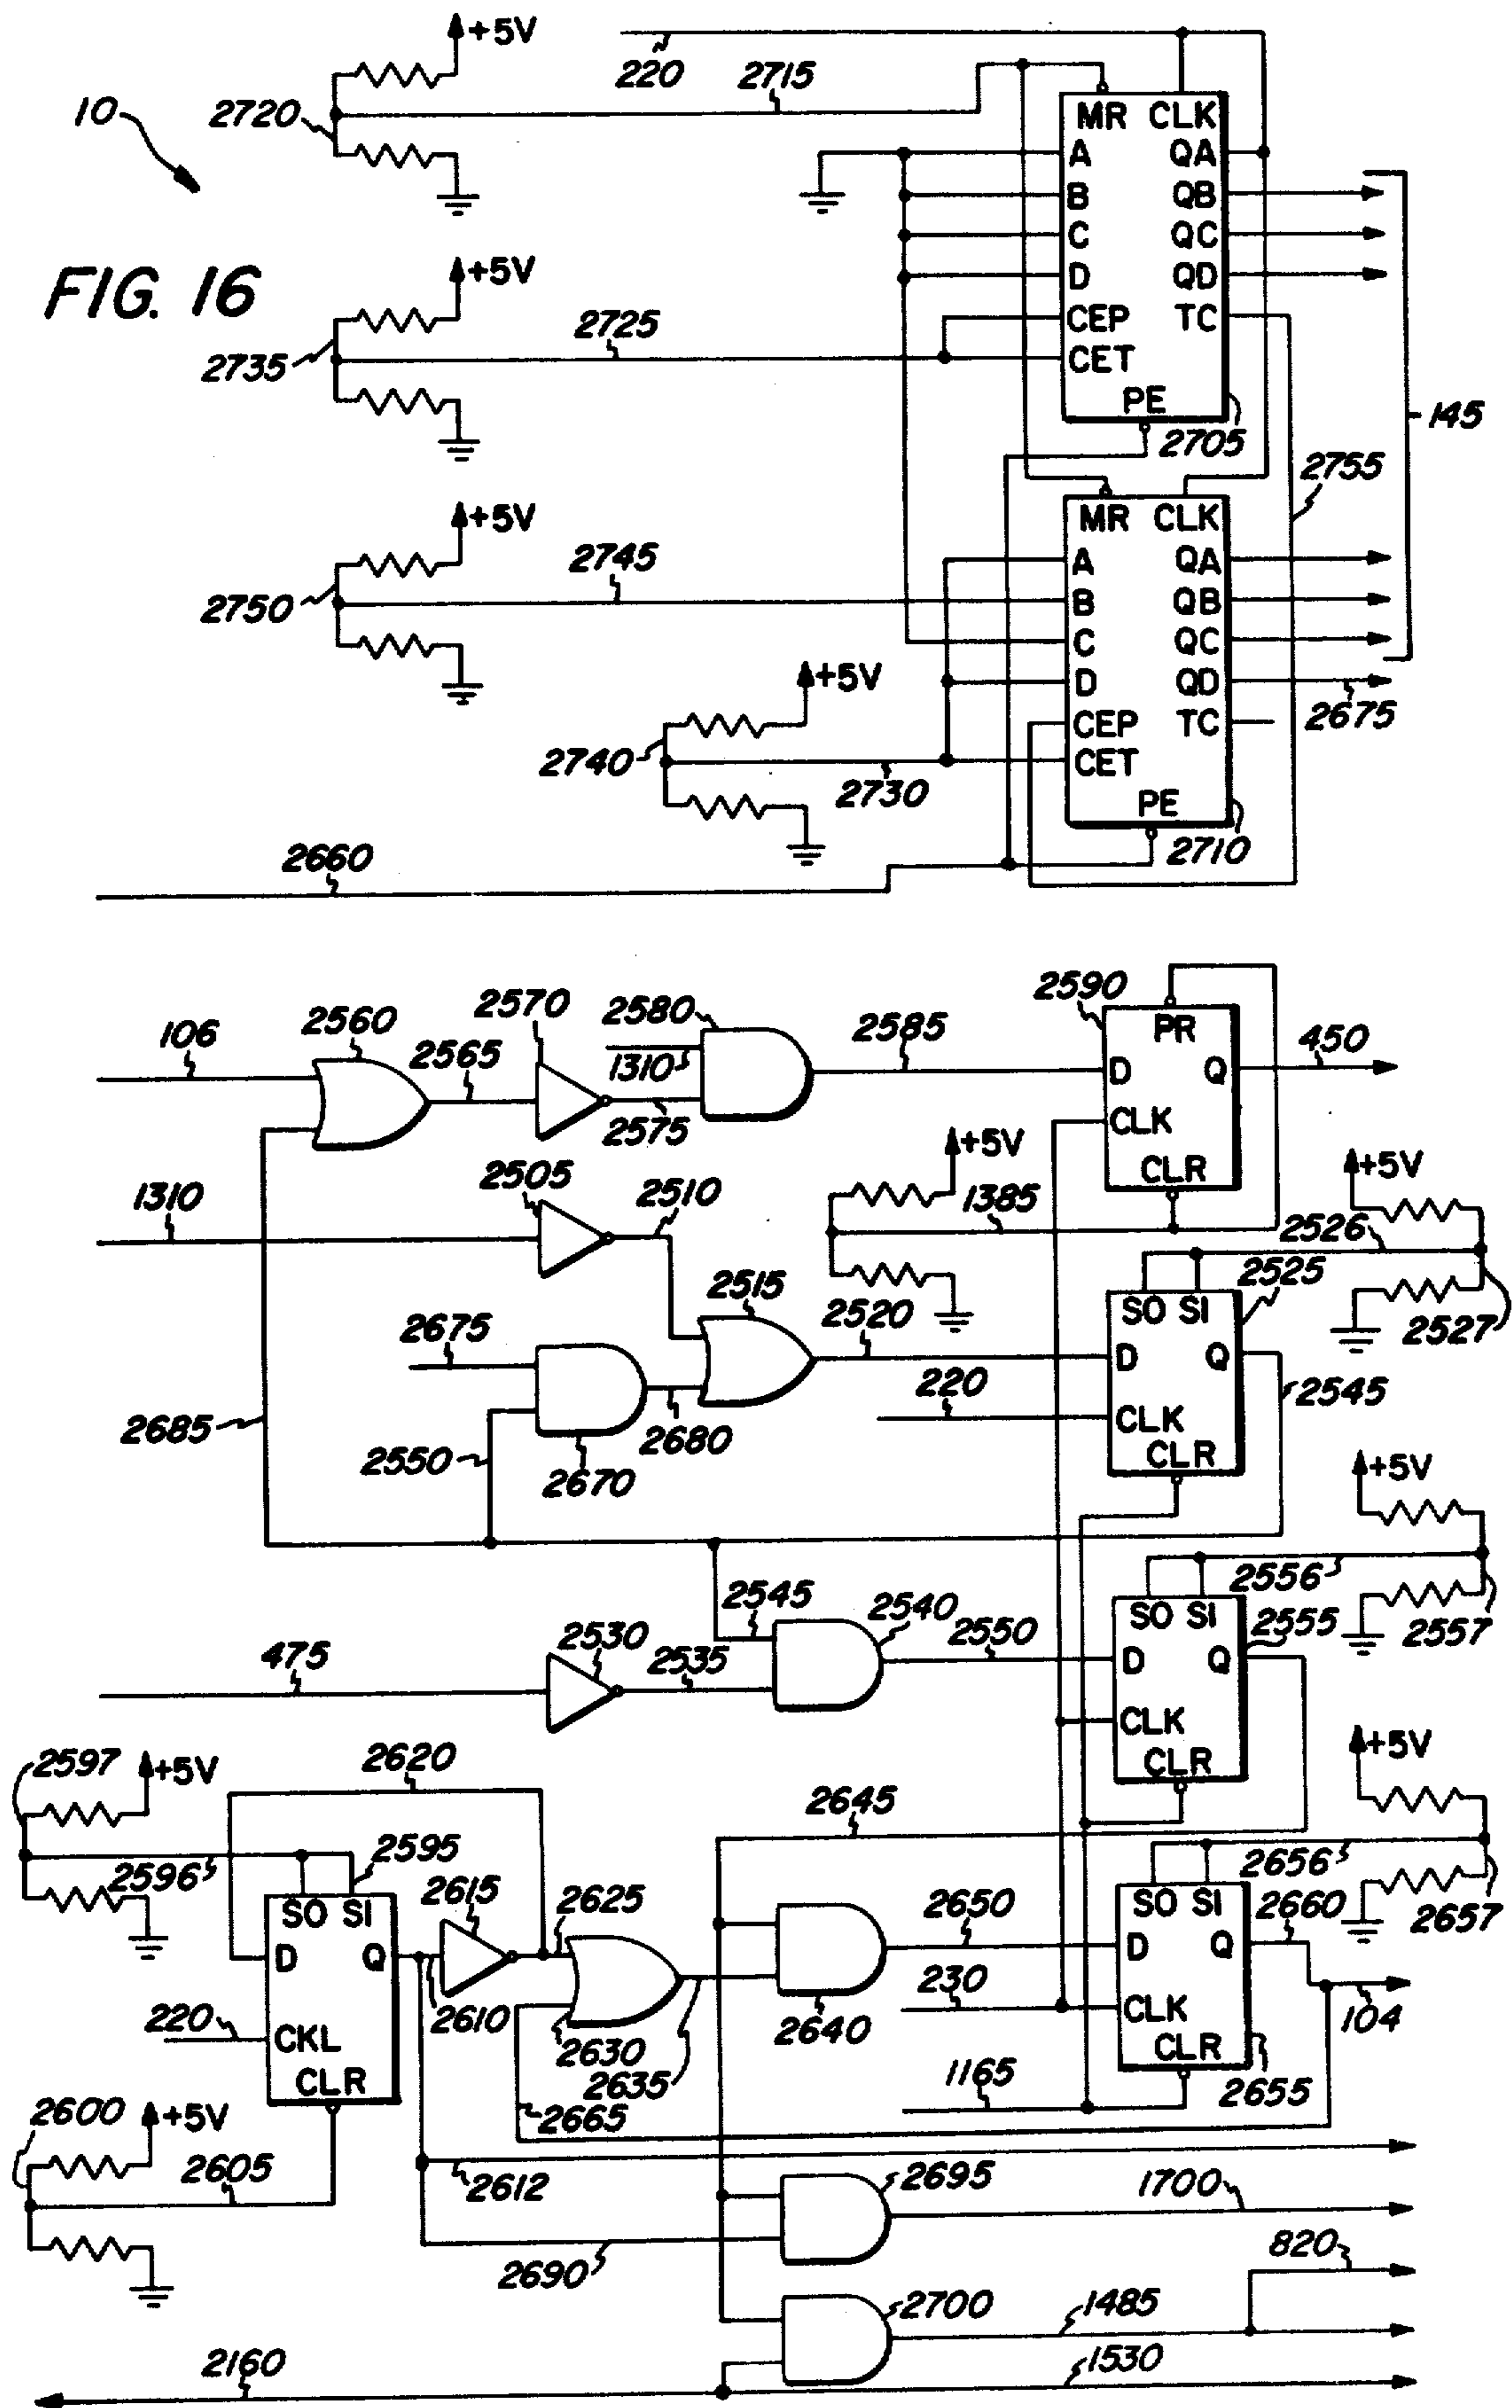 +5V
220
2715
10
2720
MR CLK
A QA
B QB
C QC
D QD
CEP TC
CET
PE
2705
145
FIG. 16
+5V
2735
2725
2755
+5V
2750
2745
MR CLK
A QA
B QB
C QC
D QD
CEP TC
CET
PE
2710
2675
+5V
2740
2730
2660
106
2560
2565
2570
2575
2580
1310
2585
2590
PR
D Q
CLK
CLR
450
1310
2505
2510
+5V
1385
+5V
2526
2527
2515
2520
2525
SO SI
D Q
CLK
CLR
2675
220
2545
2685
2550
2670
2680
+5V
2556
2557
2545
2540
2550
2555
SO SI
D Q
CLK
CLR
475
2530
2535
2597
+5V
2620
2645
+5V
2656
2657
2596
2595
SO SI
D Q
CKL
CLR
2615
2610
2625
2630
2635
2650
2640
SO SI
D Q
CLK
CLR
2660
104
2655
220
230
1165
2665
2600
+5V
2605
2612
2695
1700
2690
820
2700
1485
2160
1530